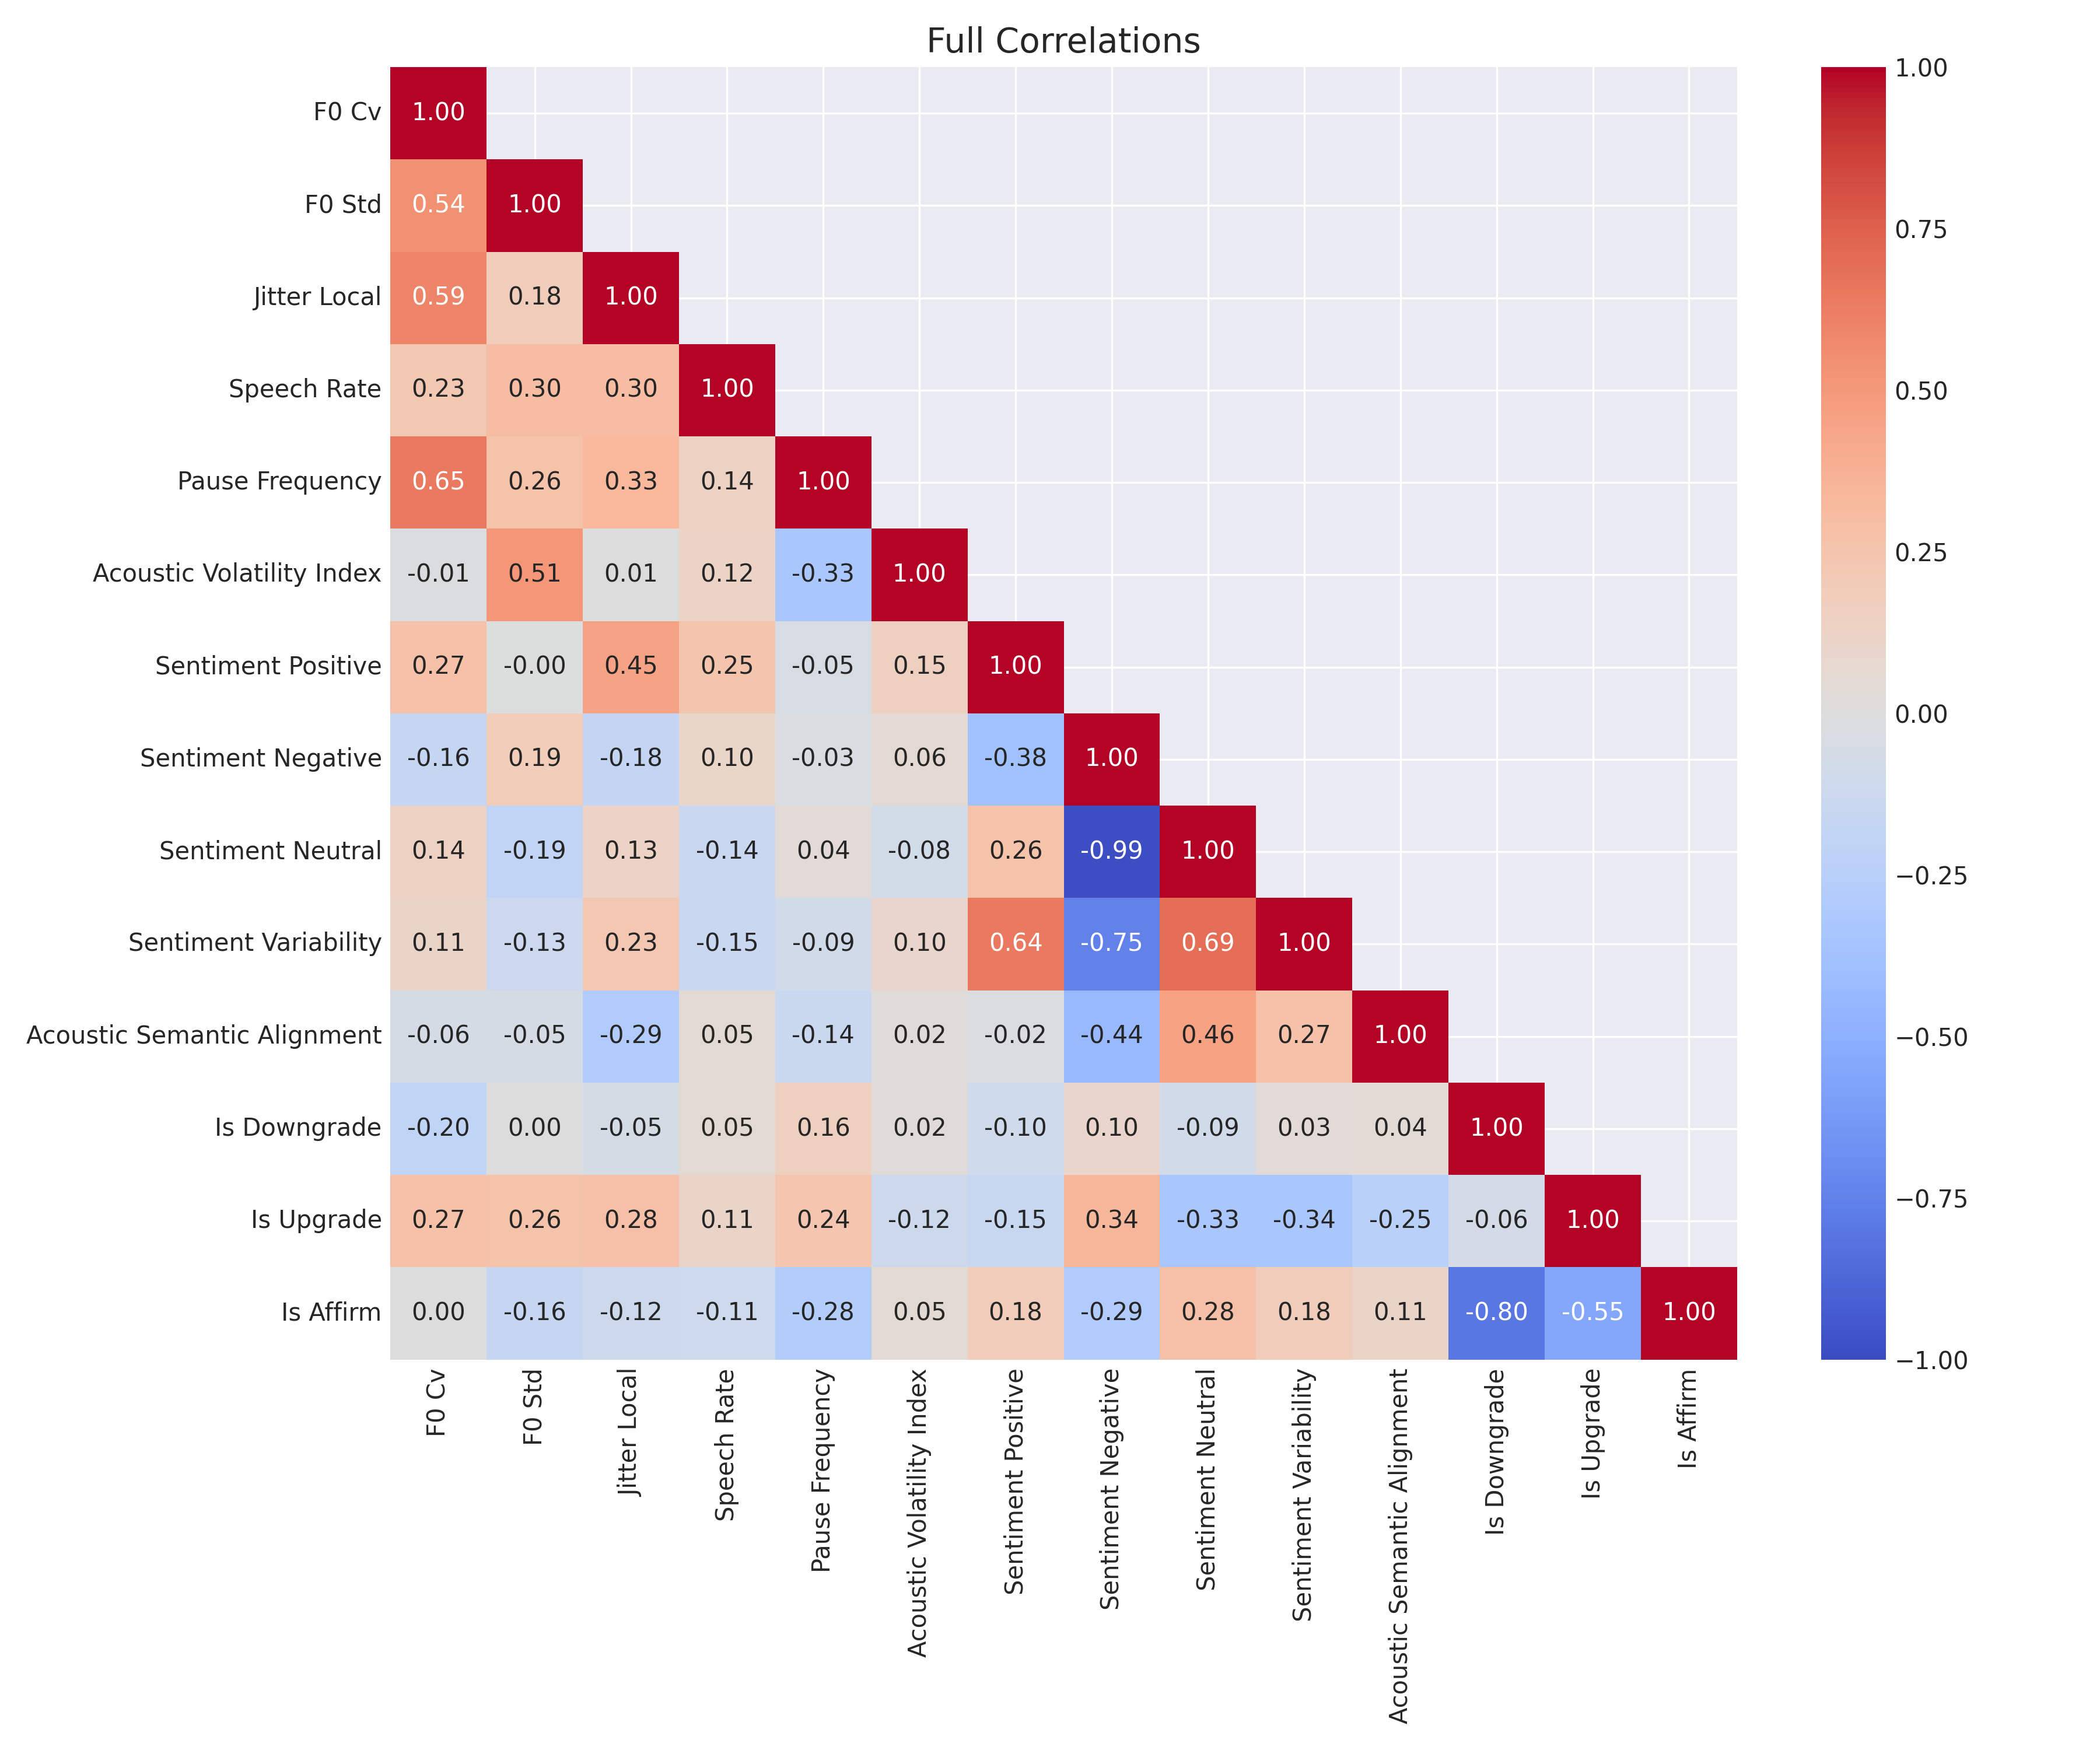 Full Correlations
F0 Cv 1.00
F0 Std 0.54 1.00
Jitter Local 0.59 0.18 1.00
Speech Rate 0.23 0.30 0.30 1.00
Pause Frequency 0.65 0.26 0.33 0.14 1.00
Acoustic Volatility Index -0.01 0.51 0.01 0.12 -0.33 1.00
Sentiment Positive 0.27 -0.00 0.45 0.25 -0.05 0.15 1.00
Sentiment Negative -0.16 0.19 -0.18 0.10 -0.03 0.06 -0.38 1.00
Sentiment Neutral 0.14 -0.19 0.13 -0.14 0.04 -0.08 0.26 -0.99 1.00
Sentiment Variability 0.11 -0.13 0.23 -0.15 -0.09 0.10 0.64 -0.75 0.69 1.00
Acoustic Semantic Alignment -0.06 -0.05 -0.29 0.05 -0.14 0.02 -0.02 -0.44 0.46 0.27 1.00
Is Downgrade -0.20 0.00 -0.05 0.05 0.16 0.02 -0.10 0.10 -0.09 0.03 0.04 1.00
Is Upgrade 0.27 0.26 0.28 0.11 0.24 -0.12 -0.15 0.34 -0.33 -0.34 -0.25 -0.06 1.00
Is Affirm 0.00 -0.16 -0.12 -0.11 -0.28 0.05 0.18 -0.29 0.28 0.18 0.11 -0.80 -0.55 1.00
F0 Cv
F0 Std
Jitter Local
Speech Rate
Pause Frequency
Acoustic Volatility Index
Sentiment Positive
Sentiment Negative
Sentiment Neutral
Sentiment Variability
Acoustic Semantic Alignment
Is Downgrade
Is Upgrade
Is Affirm
1.00
0.75
0.50
0.25
0.00
−0.25
−0.50
−0.75
−1.00